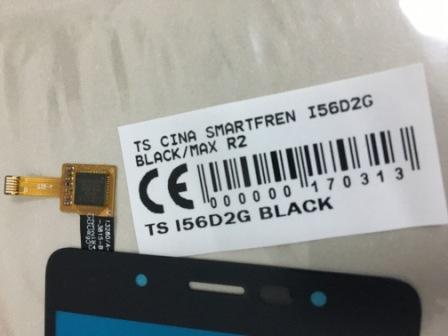 TS CINA SMARTFREN I56D2G
BLACK/MAX R2
CE
000000 170313
TS I56D2G BLACK